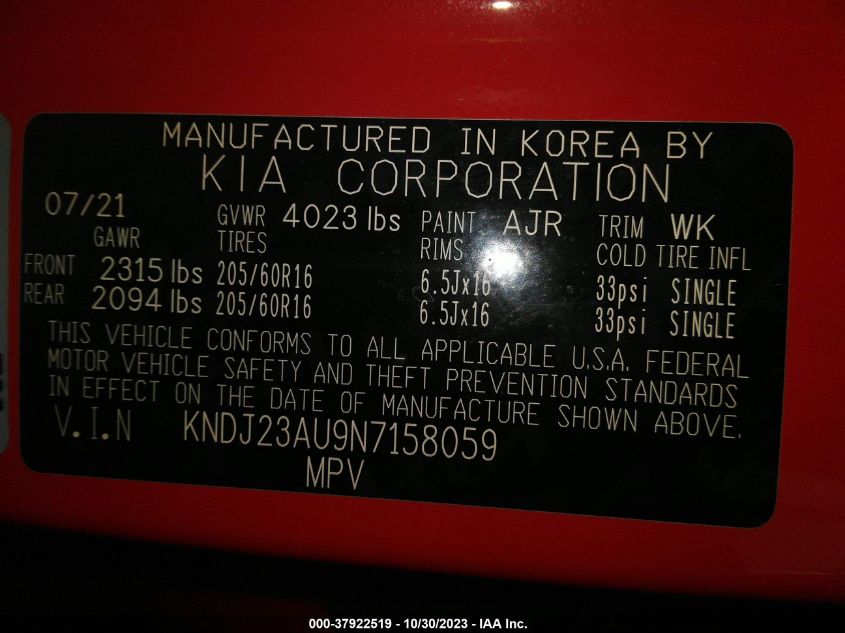 MANUFACTURED IN KOREA BY
KIA CORPORATION
07/21 GVWR 4023 lbs PAINT AJR TRIM WK
GAWR TIRES RIMS COLD TIRE INFL
FRONT 2315 lbs 205/60R16 6.5Jx16 33psi SINGLE
REAR 2094 lbs 205/60R16 6.5Jx16 33psi SINGLE
THIS VEHICLE CONFORMS TO ALL APPLICABLE U.S.A. FEDERAL
MOTOR VEHICLE SAFETY AND THEFT PREVENTION STANDARDS
IN EFFECT ON THE DATE OF MANUFACTURE SHOWN ABOVE.
V.I.N KNDJ23AU9N7158059
MPV
000-37922519 - 10/30/2023 - IAA Inc.